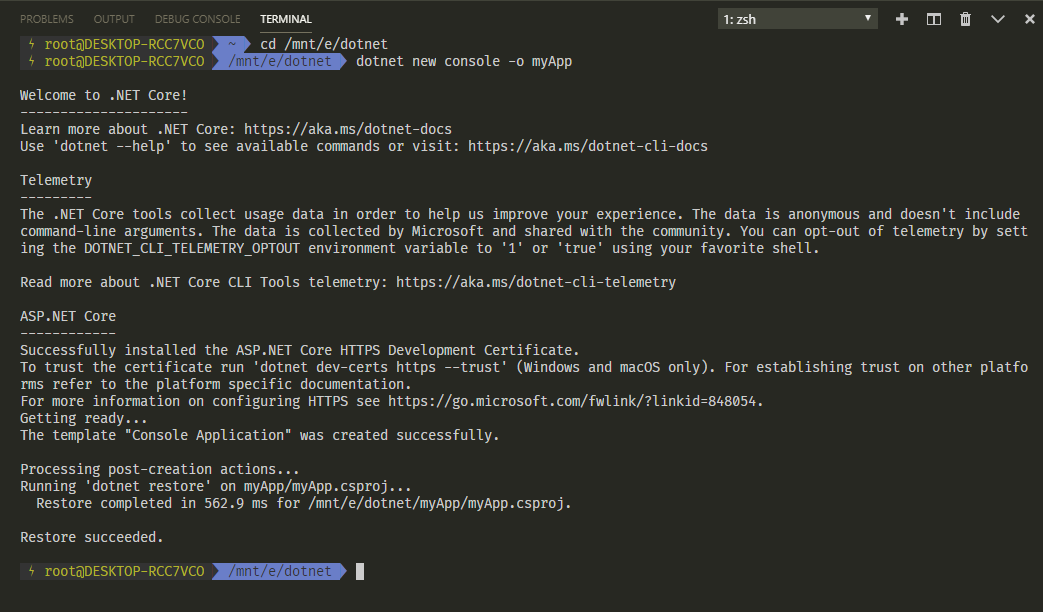 PROBLEMS OUTPUT DEBUG CONSOLE TERMINAL 1: zsh
root@DESKTOP-RCC7VCO ~ cd /mnt/e/dotnet
root@DESKTOP-RCC7VCO /mnt/e/dotnet dotnet new console -o myApp
Welcome to .NET Core!
---------------------
Learn more about .NET Core: https://aka.ms/dotnet-docs
Use 'dotnet --help' to see available commands or visit: https://aka.ms/dotnet-cli-docs
Telemetry
---------
The .NET Core tools collect usage data in order to help us improve your experience. The data is anonymous and doesn't include
command-line arguments. The data is collected by Microsoft and shared with the community. You can opt-out of telemetry by sett
ing the DOTNET_CLI_TELEMETRY_OPTOUT environment variable to '1' or 'true' using your favorite shell.
Read more about .NET Core CLI Tools telemetry: https://aka.ms/dotnet-cli-telemetry
ASP.NET Core
------------
Successfully installed the ASP.NET Core HTTPS Development Certificate.
To trust the certificate run 'dotnet dev-certs https --trust' (Windows and macOS only). For establishing trust on other platfo
rms refer to the platform specific documentation.
For more information on configuring HTTPS see https://go.microsoft.com/fwlink/?linkid=848054.
Getting ready...
The template "Console Application" was created successfully.
Processing post-creation actions...
Running 'dotnet restore' on myApp/myApp.csproj...
Restore completed in 562.9 ms for /mnt/e/dotnet/myApp/myApp.csproj.
Restore succeeded.
root@DESKTOP-RCC7VCO /mnt/e/dotnet